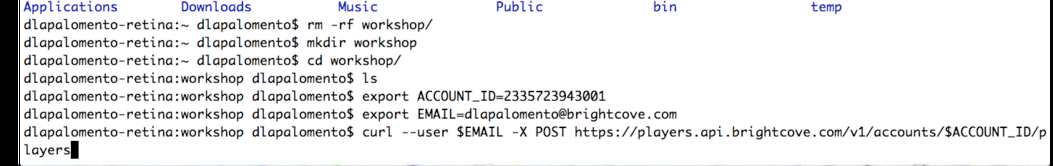 Applications Downloads Music Public bin temp
dlapalomento-retina:~ dlapalomento$ rm -rf workshop/
dlapalomento-retina:~ dlapalomento$ mkdir workshop
dlapalomento-retina:~ dlapalomento$ cd workshop/
dlapalomento-retina:workshop dlapalomento$ ls
dlapalomento-retina:workshop dlapalomento$ export ACCOUNT_ID=2335723943001
dlapalomento-retina:workshop dlapalomento$ export EMAIL=dlapalomento@brightcove.com
dlapalomento-retina:workshop dlapalomento$ curl --user $EMAIL -X POST https://players.api.brightcove.com/v1/accounts/$ACCOUNT_ID/p
layers